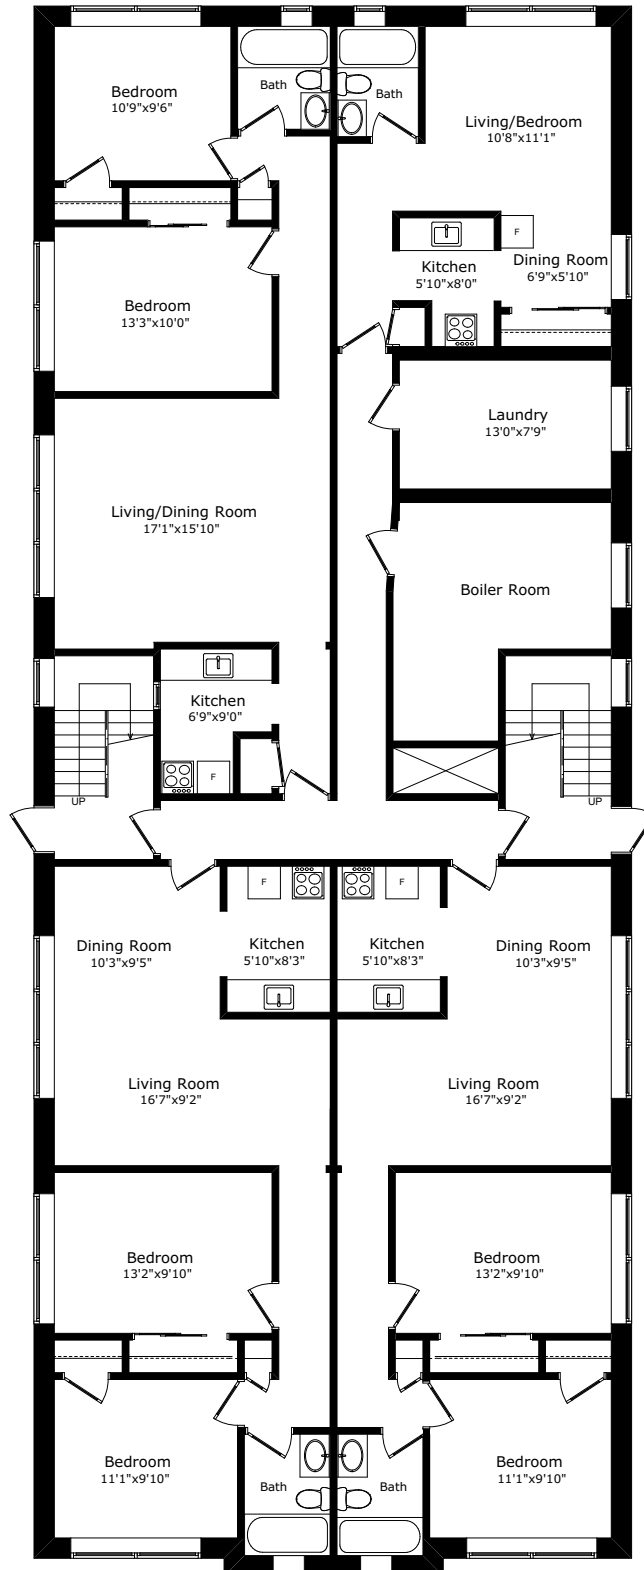 Bedroom
10'9"x9'6"
Bath
Bath
Living/Bedroom
10'8"x11'1"
F
Kitchen
5'10"x8'0"
Dining Room
6'9"x5'10"
Bedroom
13'3"x10'0"
Laundry
13'0"x7'9"
Living/Dining Room
17'1"x15'10"
Boiler Room
Kitchen
6'9"x9'0"
F
UP
UP
F
F
Dining Room
10'3"x9'5"
Kitchen
5'10"x8'3"
Kitchen
5'10"x8'3"
Dining Room
10'3"x9'5"
Living Room
16'7"x9'2"
Living Room
16'7"x9'2"
Bedroom
13'2"x9'10"
Bedroom
13'2"x9'10"
Bedroom
11'1"x9'10"
Bath
Bath
Bedroom
11'1"x9'10"